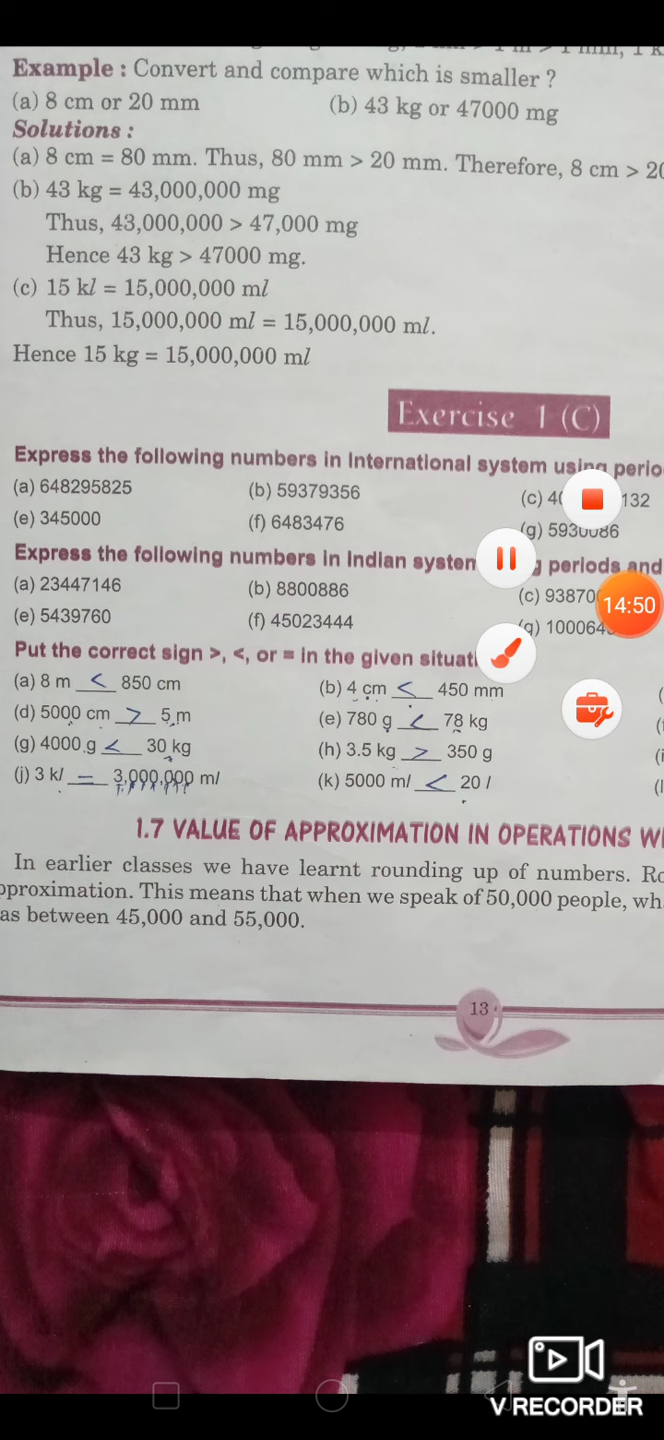 Example : Convert and compare which is smaller ?
(a) 8 cm or 20 mm (b) 43 kg or 47000 mg
Solutions :
(a) 8 cm = 80 mm. Thus, 80 mm > 20 mm. Therefore, 8 cm > 20
(b) 43 kg = 43,000,000 mg
Thus, 43,000,000 > 47,000 mg
Hence 43 kg > 47000 mg.
(c) 15 kl = 15,000,000 ml
Thus, 15,000,000 ml = 15,000,000 ml.
Hence 15 kg = 15,000,000 ml
Exercise 1 (C)
Express the following numbers in International system using perio
(a) 648295825 (b) 59379356 (c) 4 132
(e) 345000 (f) 6483476 (g) 5930086
Express the following numbers in Indian system periods and
(a) 23447146 (b) 8800886 (c) 93870
(e) 5439760 (f) 45023444 (g) 100064
14:50
Put the correct sign >, <, or = in the given situati
(a) 8 m < 850 cm (b) 4 cm < 450 mm
(d) 5000 cm > 5 m (e) 780 g < 78 kg
(g) 4000 g < 30 kg (h) 3.5 kg > 350 g
(j) 3 kl = 3,000,000 ml (k) 5000 ml < 20 l
1.7 VALUE OF APPROXIMATION IN OPERATIONS WI
In earlier classes we have learnt rounding up of numbers. Ro
pproximation. This means that when we speak of 50,000 people, wh
as between 45,000 and 55,000.
13
V RECORDER